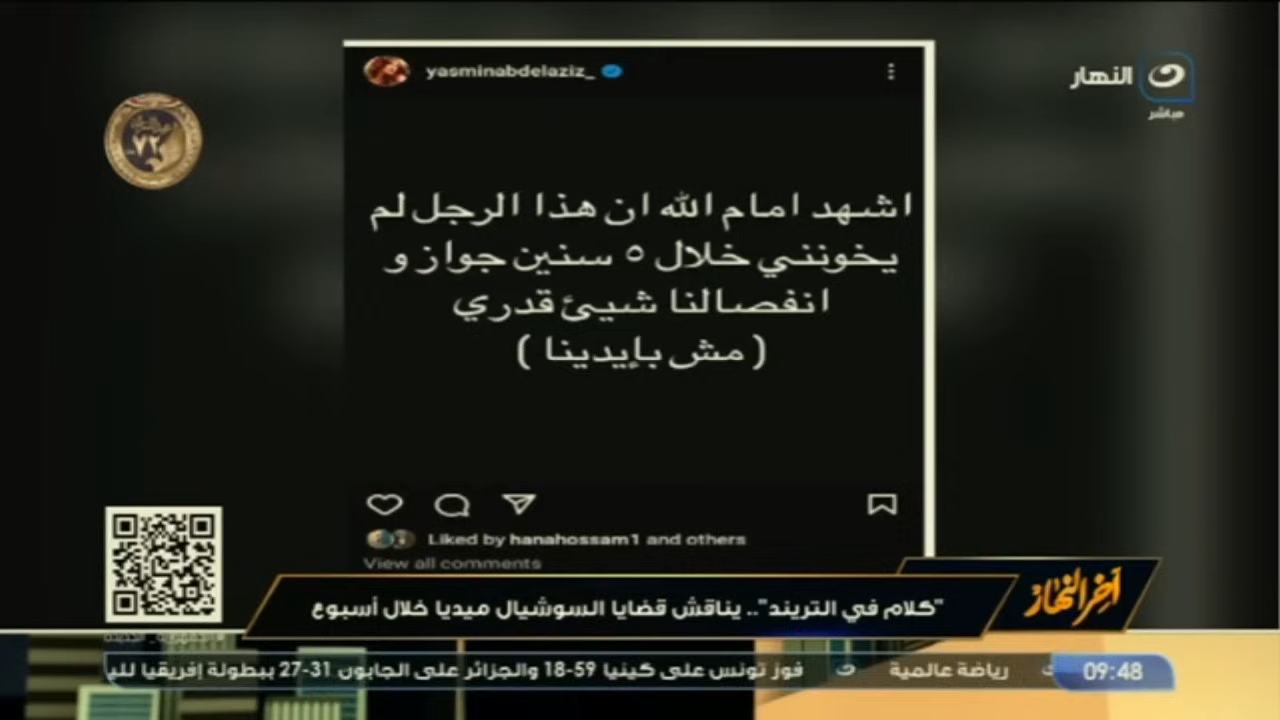 yasminabdelaziz_
النهار
مباشر
٧٢
اشهد امام الله ان هذا الرجل لم
يخونني خلال ٥ سنين جواز و
انفصالنا شيئ قدري
( مش بإيدينا )
Liked by hanahossam1 and others
View all comments
آخر النهار
"كلام في التريند".. يناقش قضايا السوشيال ميديا خلال أسبوع
09:48
رياضة عالمية
فوز تونس على كينيا 59-18 والجزائر على الجابون 31-27 ببطولة إفريقيا للي